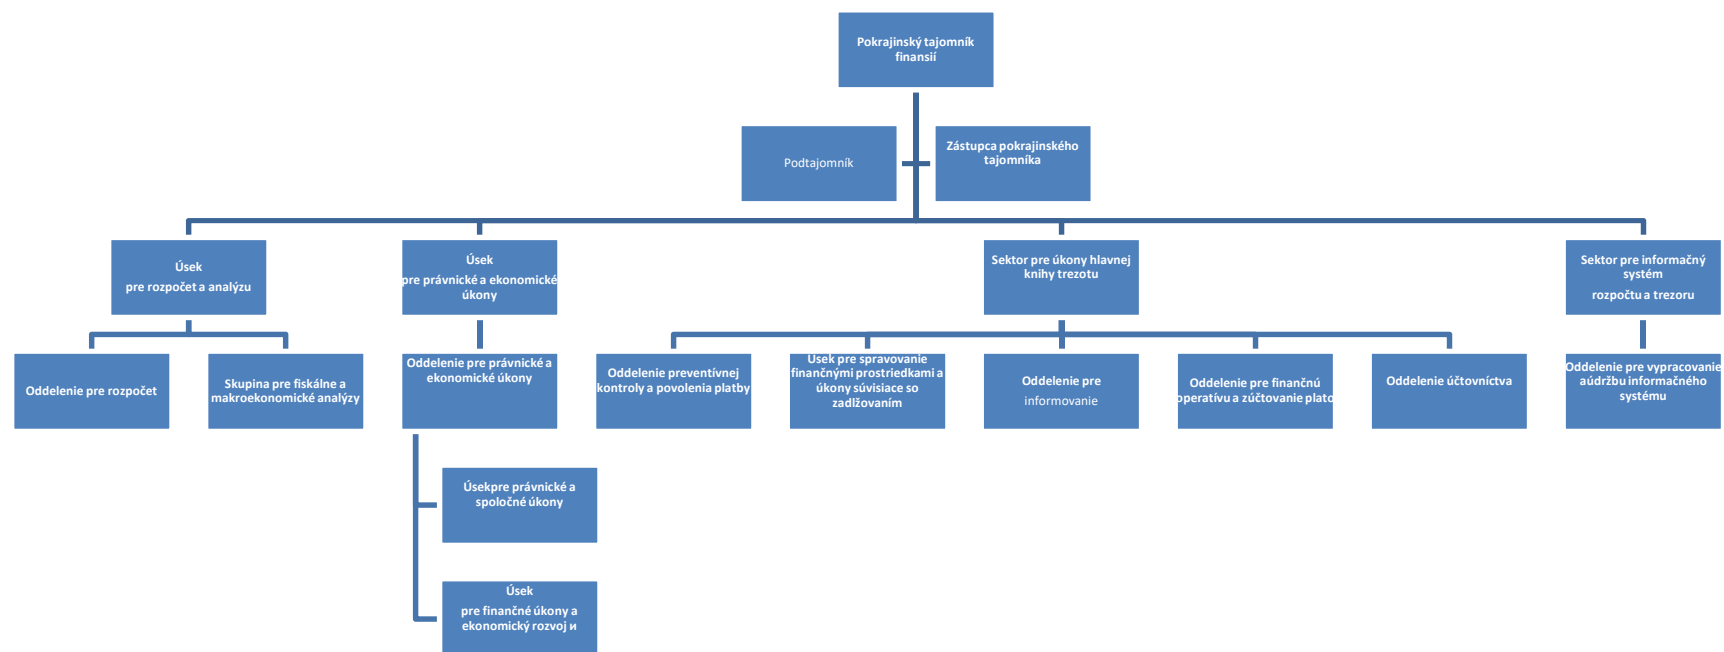 Pokrajinský tajomník
finansií
Podtajomník
Zástupca pokrajinského
tajomníka
Úsek
pre rozpočet a analýzu
Úsek
pre právnické a ekonomické
úkony
Sektor pre úkony hlavnej
knihy trezotu
Sektor pre informačný
systém
rozpočtu a trezoru
Oddelenie pre rozpočet
Skupina pre fiskálne a
makroekonomické analýzy
Oddelenie pre právnické a
ekonomické úkony
Oddelenie preventívnej
kontroly a povolenia platby
Úsek pre spravovanie
finančnými prostriedkami a
úkony súvisiace so
zadlžovaním
Oddelenie pre
informovanie
Oddelenie pre finančnú
operatívu a zúčtovanie plato
Oddelenie účtovníctva
Oddelenie pre vypracovanie
aúdržbu informačného
systému
Úsekpre právnické a
spoločné úkony
Úsek
pre finančné úkony a
ekonomický rozvoj и